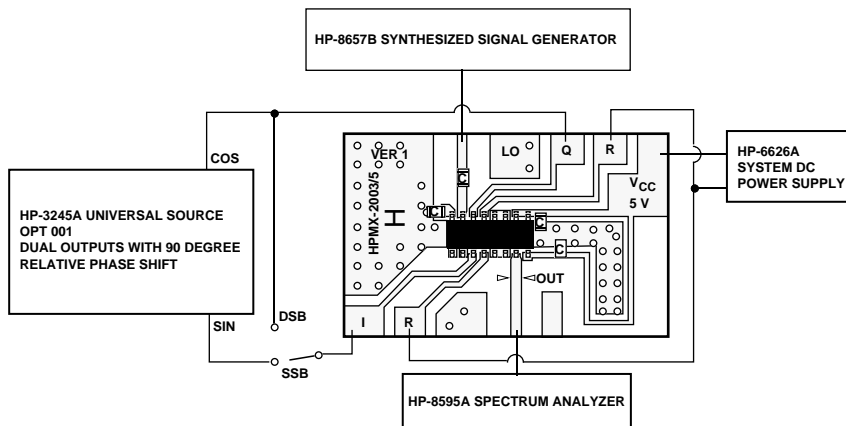 HP-8657B SYNTHESIZED SIGNAL GENERATOR
COS
HP-3245A UNIVERSAL SOURCE
OPT 001
DUAL OUTPUTS WITH 90 DEGREE
RELATIVE PHASE SHIFT
SIN
DSB
SSB
VER 1
HPMX-2003/5
H
LO
Q
R
C
C
C
C
VCC
5 V
OUT
I
R
HP-6626A
SYSTEM DC
POWER SUPPLY
HP-8595A SPECTRUM ANALYZER